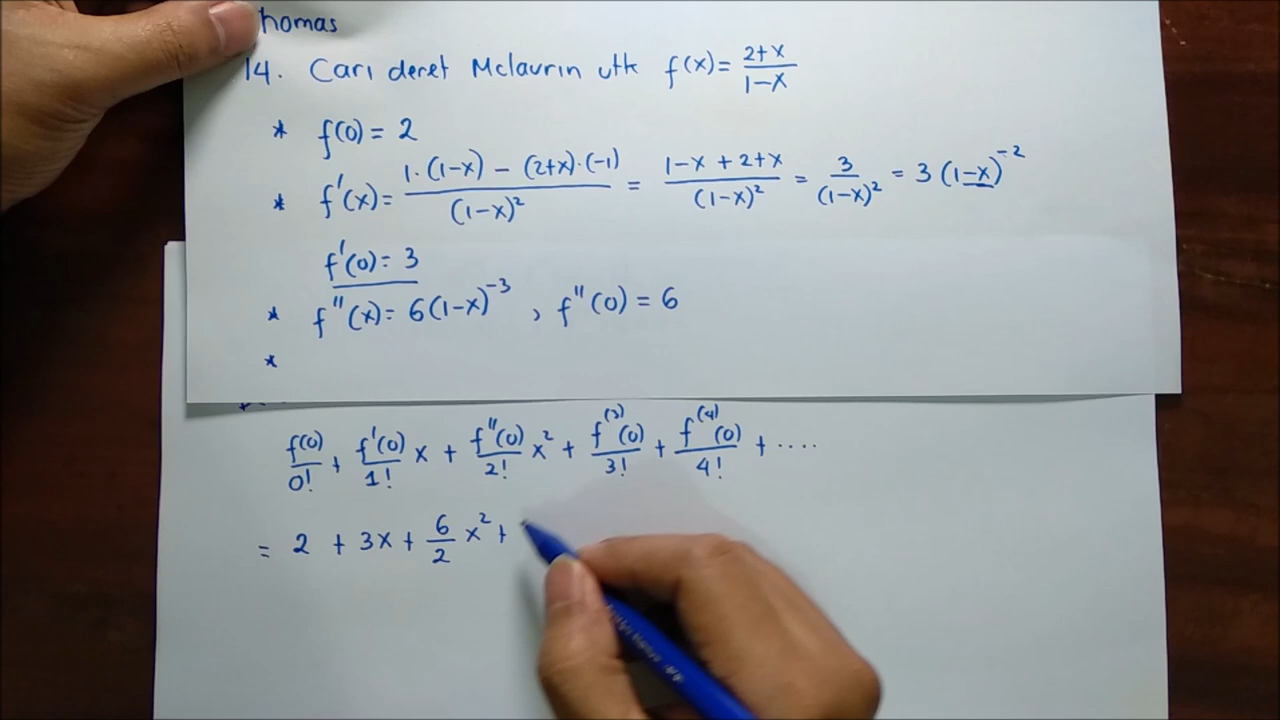 homas
14. Cari deret Mclaurin utk f(x)= (2+x)/(1-x)
* f(0) = 2
* f'(x)= (1·(1-x) - (2+x)·(-1))/(1-x)² = (1-x+2+x)/(1-x)² = 3/(1-x)² = 3(1-x)⁻²
f'(0)= 3
* f"(x)= 6(1-x)⁻³ , f"(0) = 6
*
f(0)/0! + f'(0)/1! x + f"(0)/2! x² + f⁽³⁾(0)/3! + f⁽⁴⁾(0)/4! + ....
= 2 + 3x + 6/2 x² +